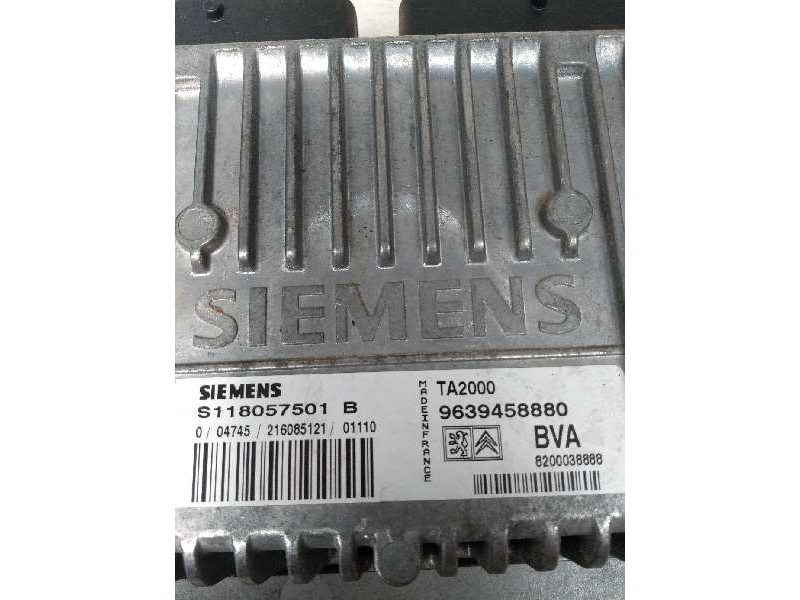 SIEMENS
SIEMENS
S118057501 B
0 / 04745 / 216085121 / 01110
MADE IN FRANCE
TA2000
9639458880
BVA
8200038888